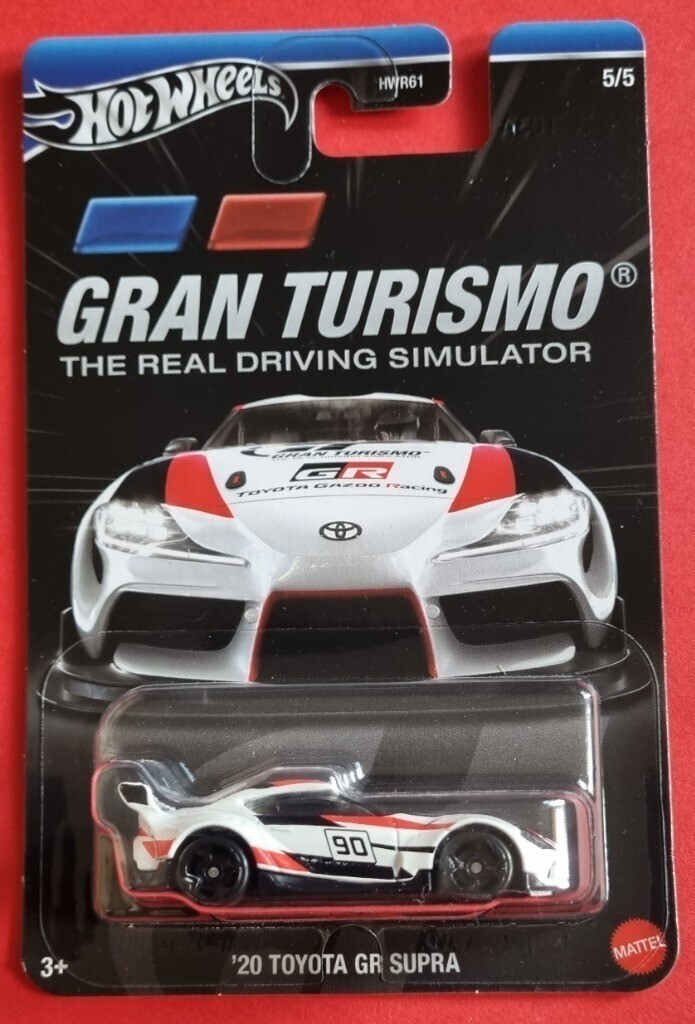 HOT WHEELS
HWR61
5/5
GRAN TURISMO®
THE REAL DRIVING SIMULATOR
GRAN TURISMO™
GR
TOYOTA GAZOO Racing
90
3+
'20 TOYOTA GR SUPRA
MATTEL